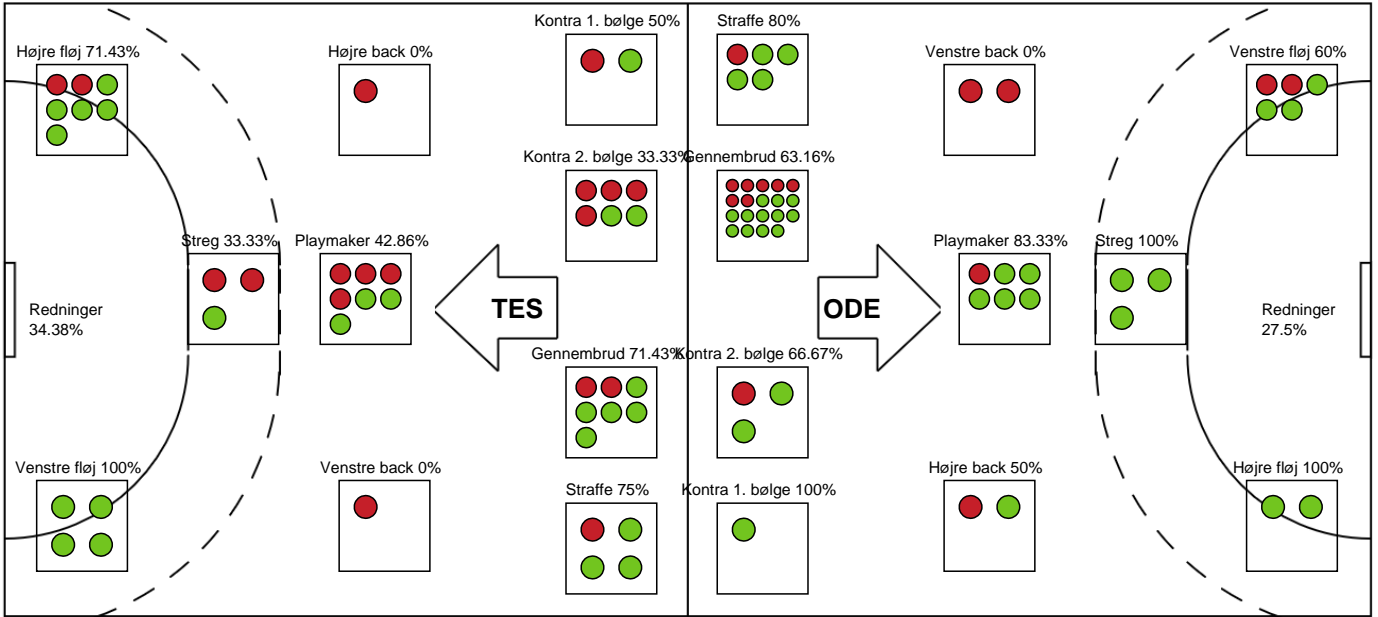 Kontra 1. bølge 50%
Straffe 80%
Højre fløj 71.43%
Højre back 0%
Venstre back 0%
Venstre fløj 60%
Kontra 2. bølge 33.33%
Gennembrud 63.16%
Streg 33.33%
Playmaker 42.86%
Playmaker 83.33%
Streg 100%
TES
ODE
Redninger
34.38%
Redninger
27.5%
Gennembrud 71.43%
Kontra 2. bølge 66.67%
Venstre fløj 100%
Venstre back 0%
Straffe 75%
Kontra 1. bølge 100%
Højre back 50%
Højre fløj 100%